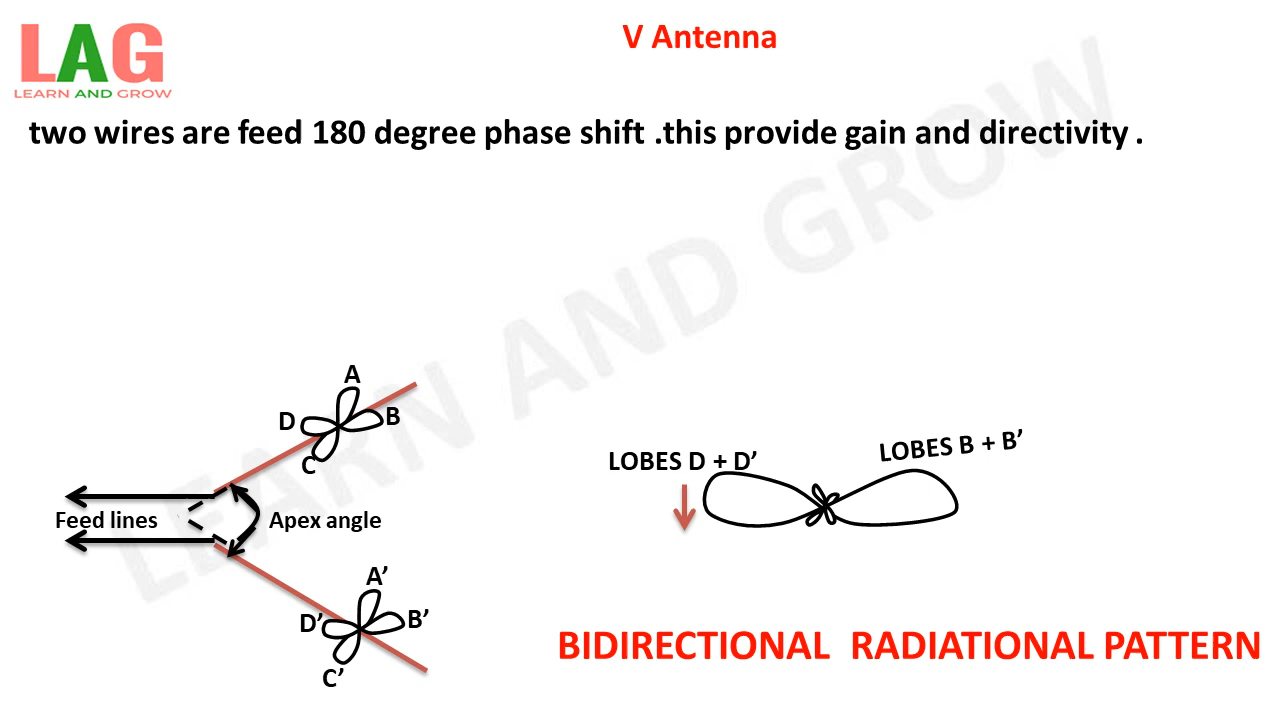 LAG
LEARN AND GROW
V Antenna
two wires are feed 180 degree phase shift .this provide gain and directivity .
LEARN AND GROW
A
D
B
C
Feed lines
Apex angle
A’
D’
B’
C’
LOBES D + D’
LOBES B + B’
BIDIRECTIONAL RADIATIONAL PATTERN